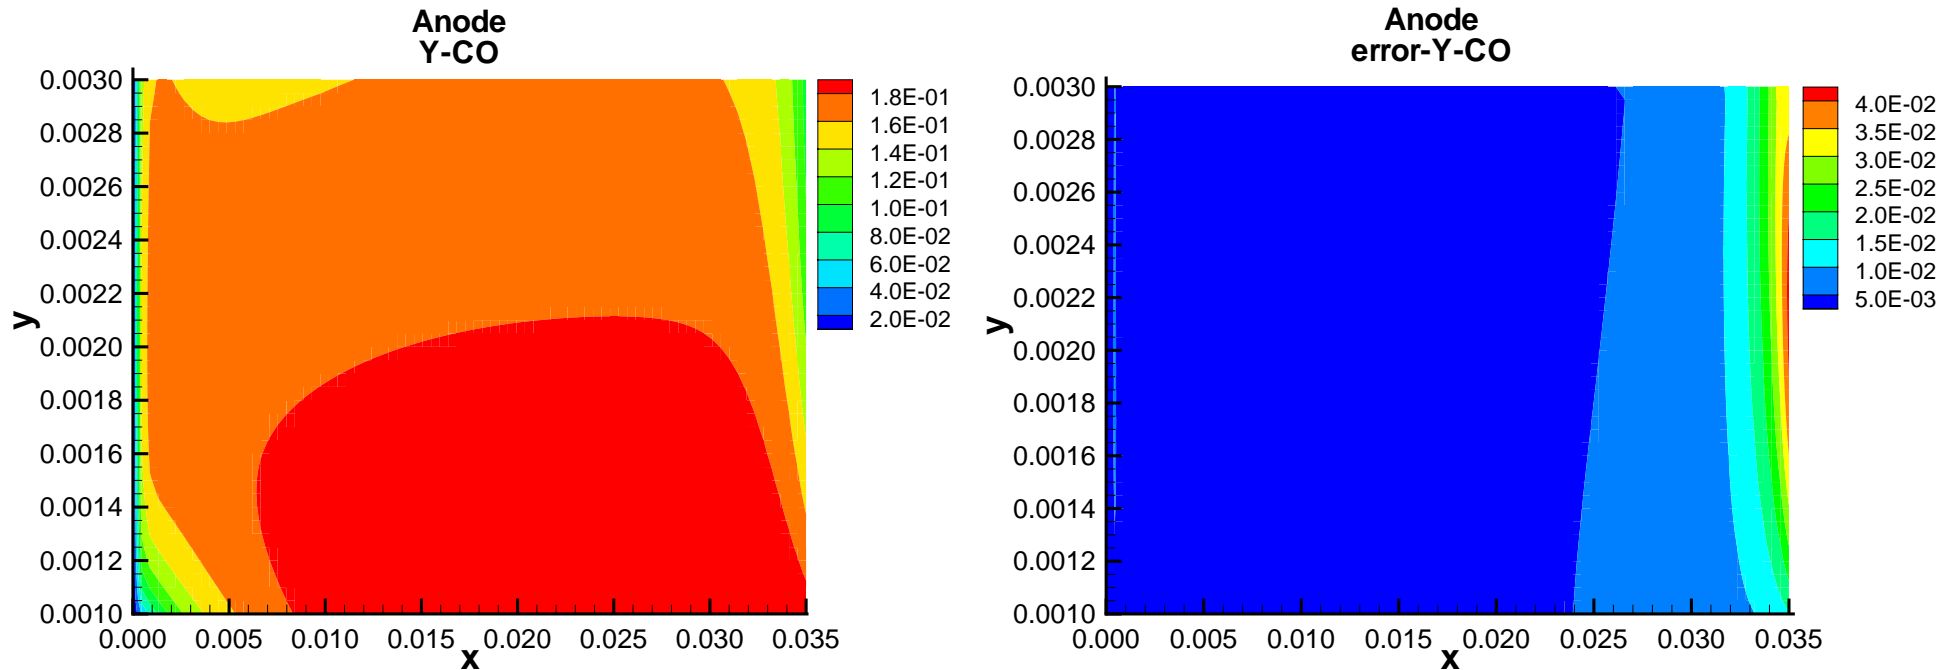 Anode
Y-CO
0.0030
0.0028
0.0026
0.0024
0.0022
0.0020
0.0018
0.0016
0.0014
0.0012
0.0010
y
0.000 0.005 0.010 0.015 0.020 0.025 0.030 0.035
x
1.8E-01
1.6E-01
1.4E-01
1.2E-01
1.0E-01
8.0E-02
6.0E-02
4.0E-02
2.0E-02
Anode
error-Y-CO
0.0030
0.0028
0.0026
0.0024
0.0022
0.0020
0.0018
0.0016
0.0014
0.0012
0.0010
y
0.000 0.005 0.010 0.015 0.020 0.025 0.030 0.035
x
4.0E-02
3.5E-02
3.0E-02
2.5E-02
2.0E-02
1.5E-02
1.0E-02
5.0E-03